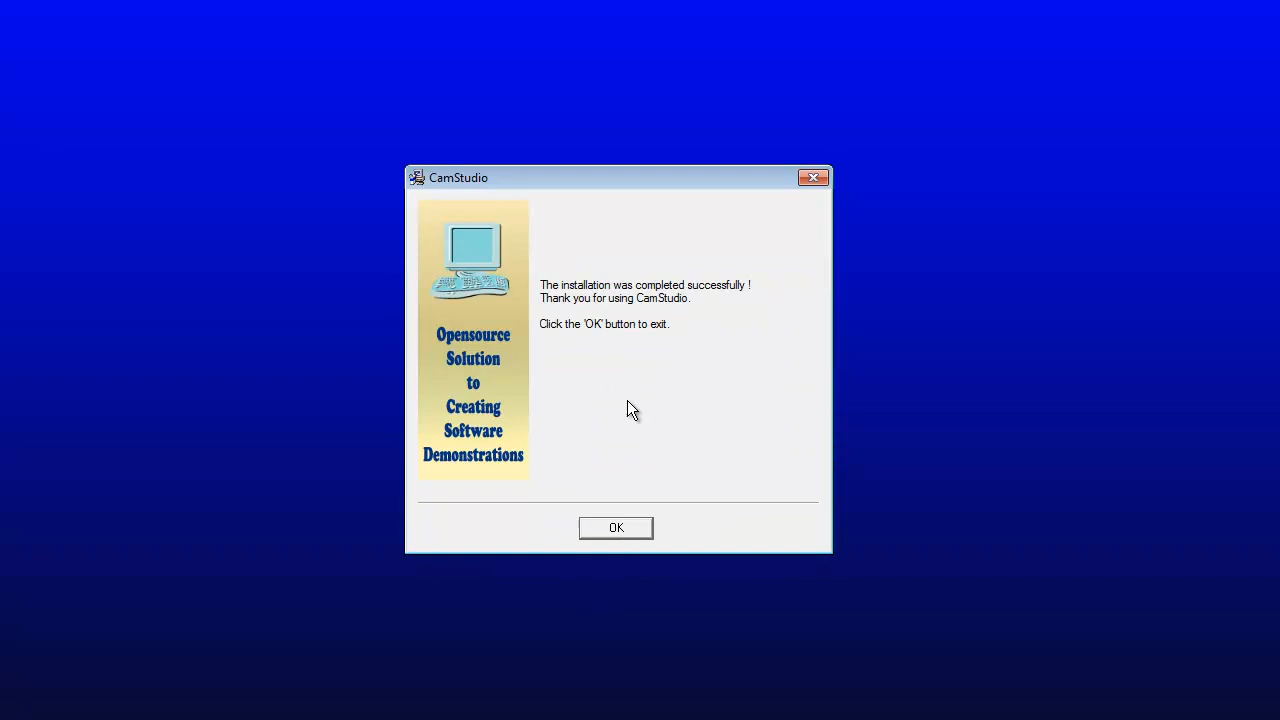 CamStudio
The installation was completed successfully !
Thank you for using CamStudio.
Click the 'OK' button to exit.
Opensource
Solution
to
Creating
Software
Demonstrations
OK